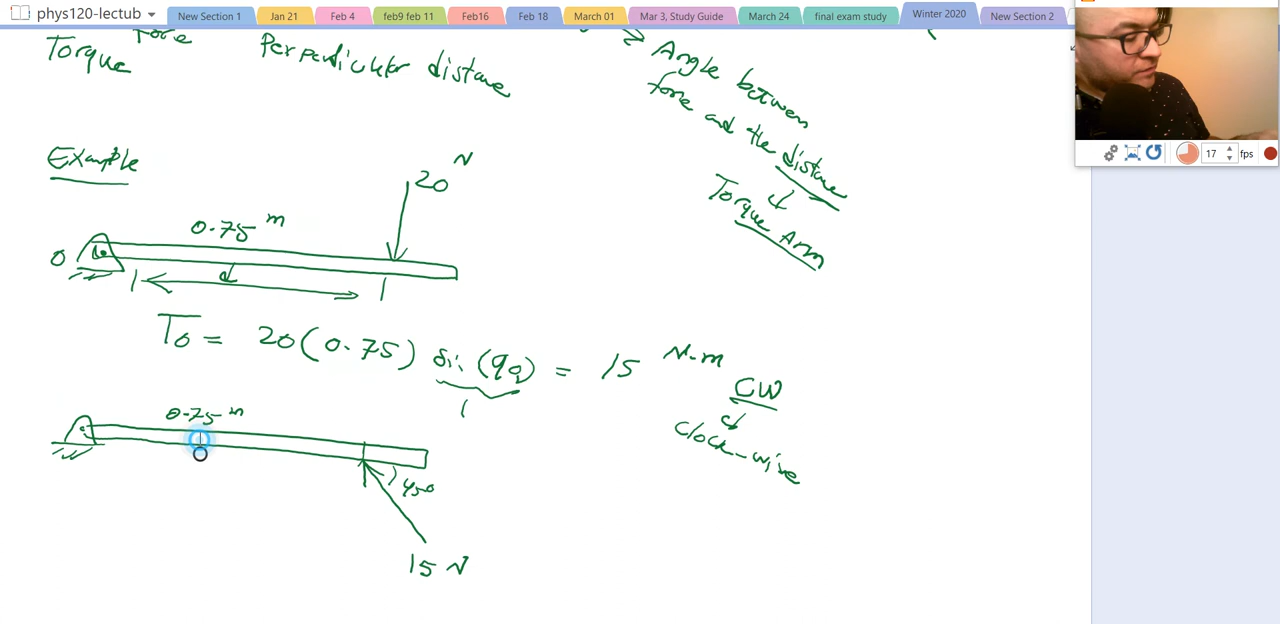 phys120-lectub
New Section 1
Jan 21
Feb 4
feb9 feb 11
Feb16
Feb 18
March 01
Mar 3, Study Guide
March 24
final exam study
Winter 2020
New Section 2
Torque
Force
Perpendicular distance
Angle between
force and the distance
Torque Arm
17 fps
Example
20 N
0.75 m
O
d
To = 20(0.75) sin(90) = 15 N-m
1
CW
clock-wise
0.75 m
45°
15 N